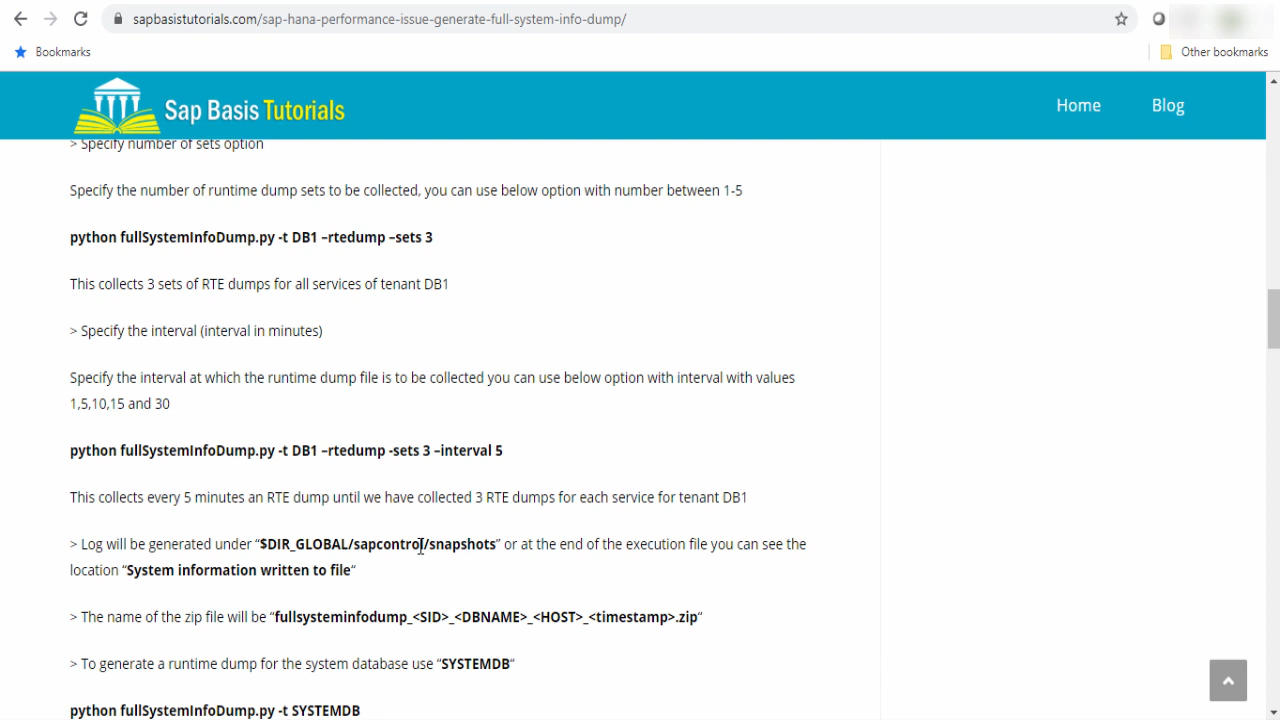 sapbasistutorials.com/sap-hana-performance-issue-generate-full-system-info-dump/
Bookmarks
Other bookmarks
Sap Basis Tutorials
Home
Blog
> Specify number of sets option
Specify the number of runtime dump sets to be collected, you can use below option with number between 1-5
python fullSystemInfoDump.py -t DB1 –rtedump –sets 3
This collects 3 sets of RTE dumps for all services of tenant DB1
> Specify the interval (interval in minutes)
Specify the interval at which the runtime dump file is to be collected you can use below option with interval with values
1,5,10,15 and 30
python fullSystemInfoDump.py -t DB1 –rtedump -sets 3 –interval 5
This collects every 5 minutes an RTE dump until we have collected 3 RTE dumps for each service for tenant DB1
> Log will be generated under “$DIR_GLOBAL/sapcontrol/snapshots” or at the end of the execution file you can see the
location “System information written to file“
> The name of the zip file will be “fullsysteminfodump_<SID>_<DBNAME>_<HOST>_<timestamp>.zip“
> To generate a runtime dump for the system database use “SYSTEMDB“
python fullSystemInfoDump.py -t SYSTEMDB